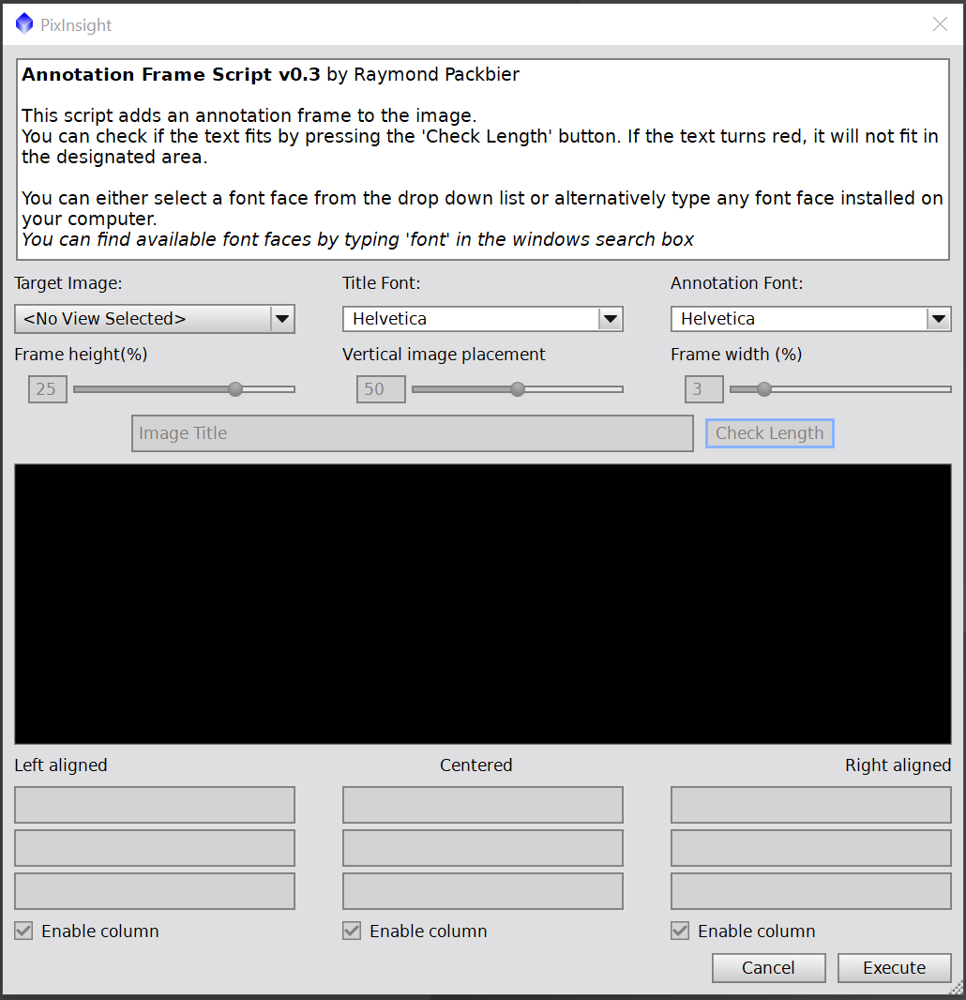 PixInsight
Annotation Frame Script v0.3 by Raymond Packbier
This script adds an annotation frame to the image.
You can check if the text fits by pressing the 'Check Length' button. If the text turns red, it will not fit in
the designated area.
You can either select a font face from the drop down list or alternatively type any font face installed on
your computer.
You can find available font faces by typing 'font' in the windows search box
Target Image: Title Font: Annotation Font:
<No View Selected> Helvetica Helvetica
Frame height(%) Vertical image placement Frame width (%)
25 50 3
Image Title Check Length
Left aligned Centered Right aligned
Enable column Enable column Enable column
Cancel Execute